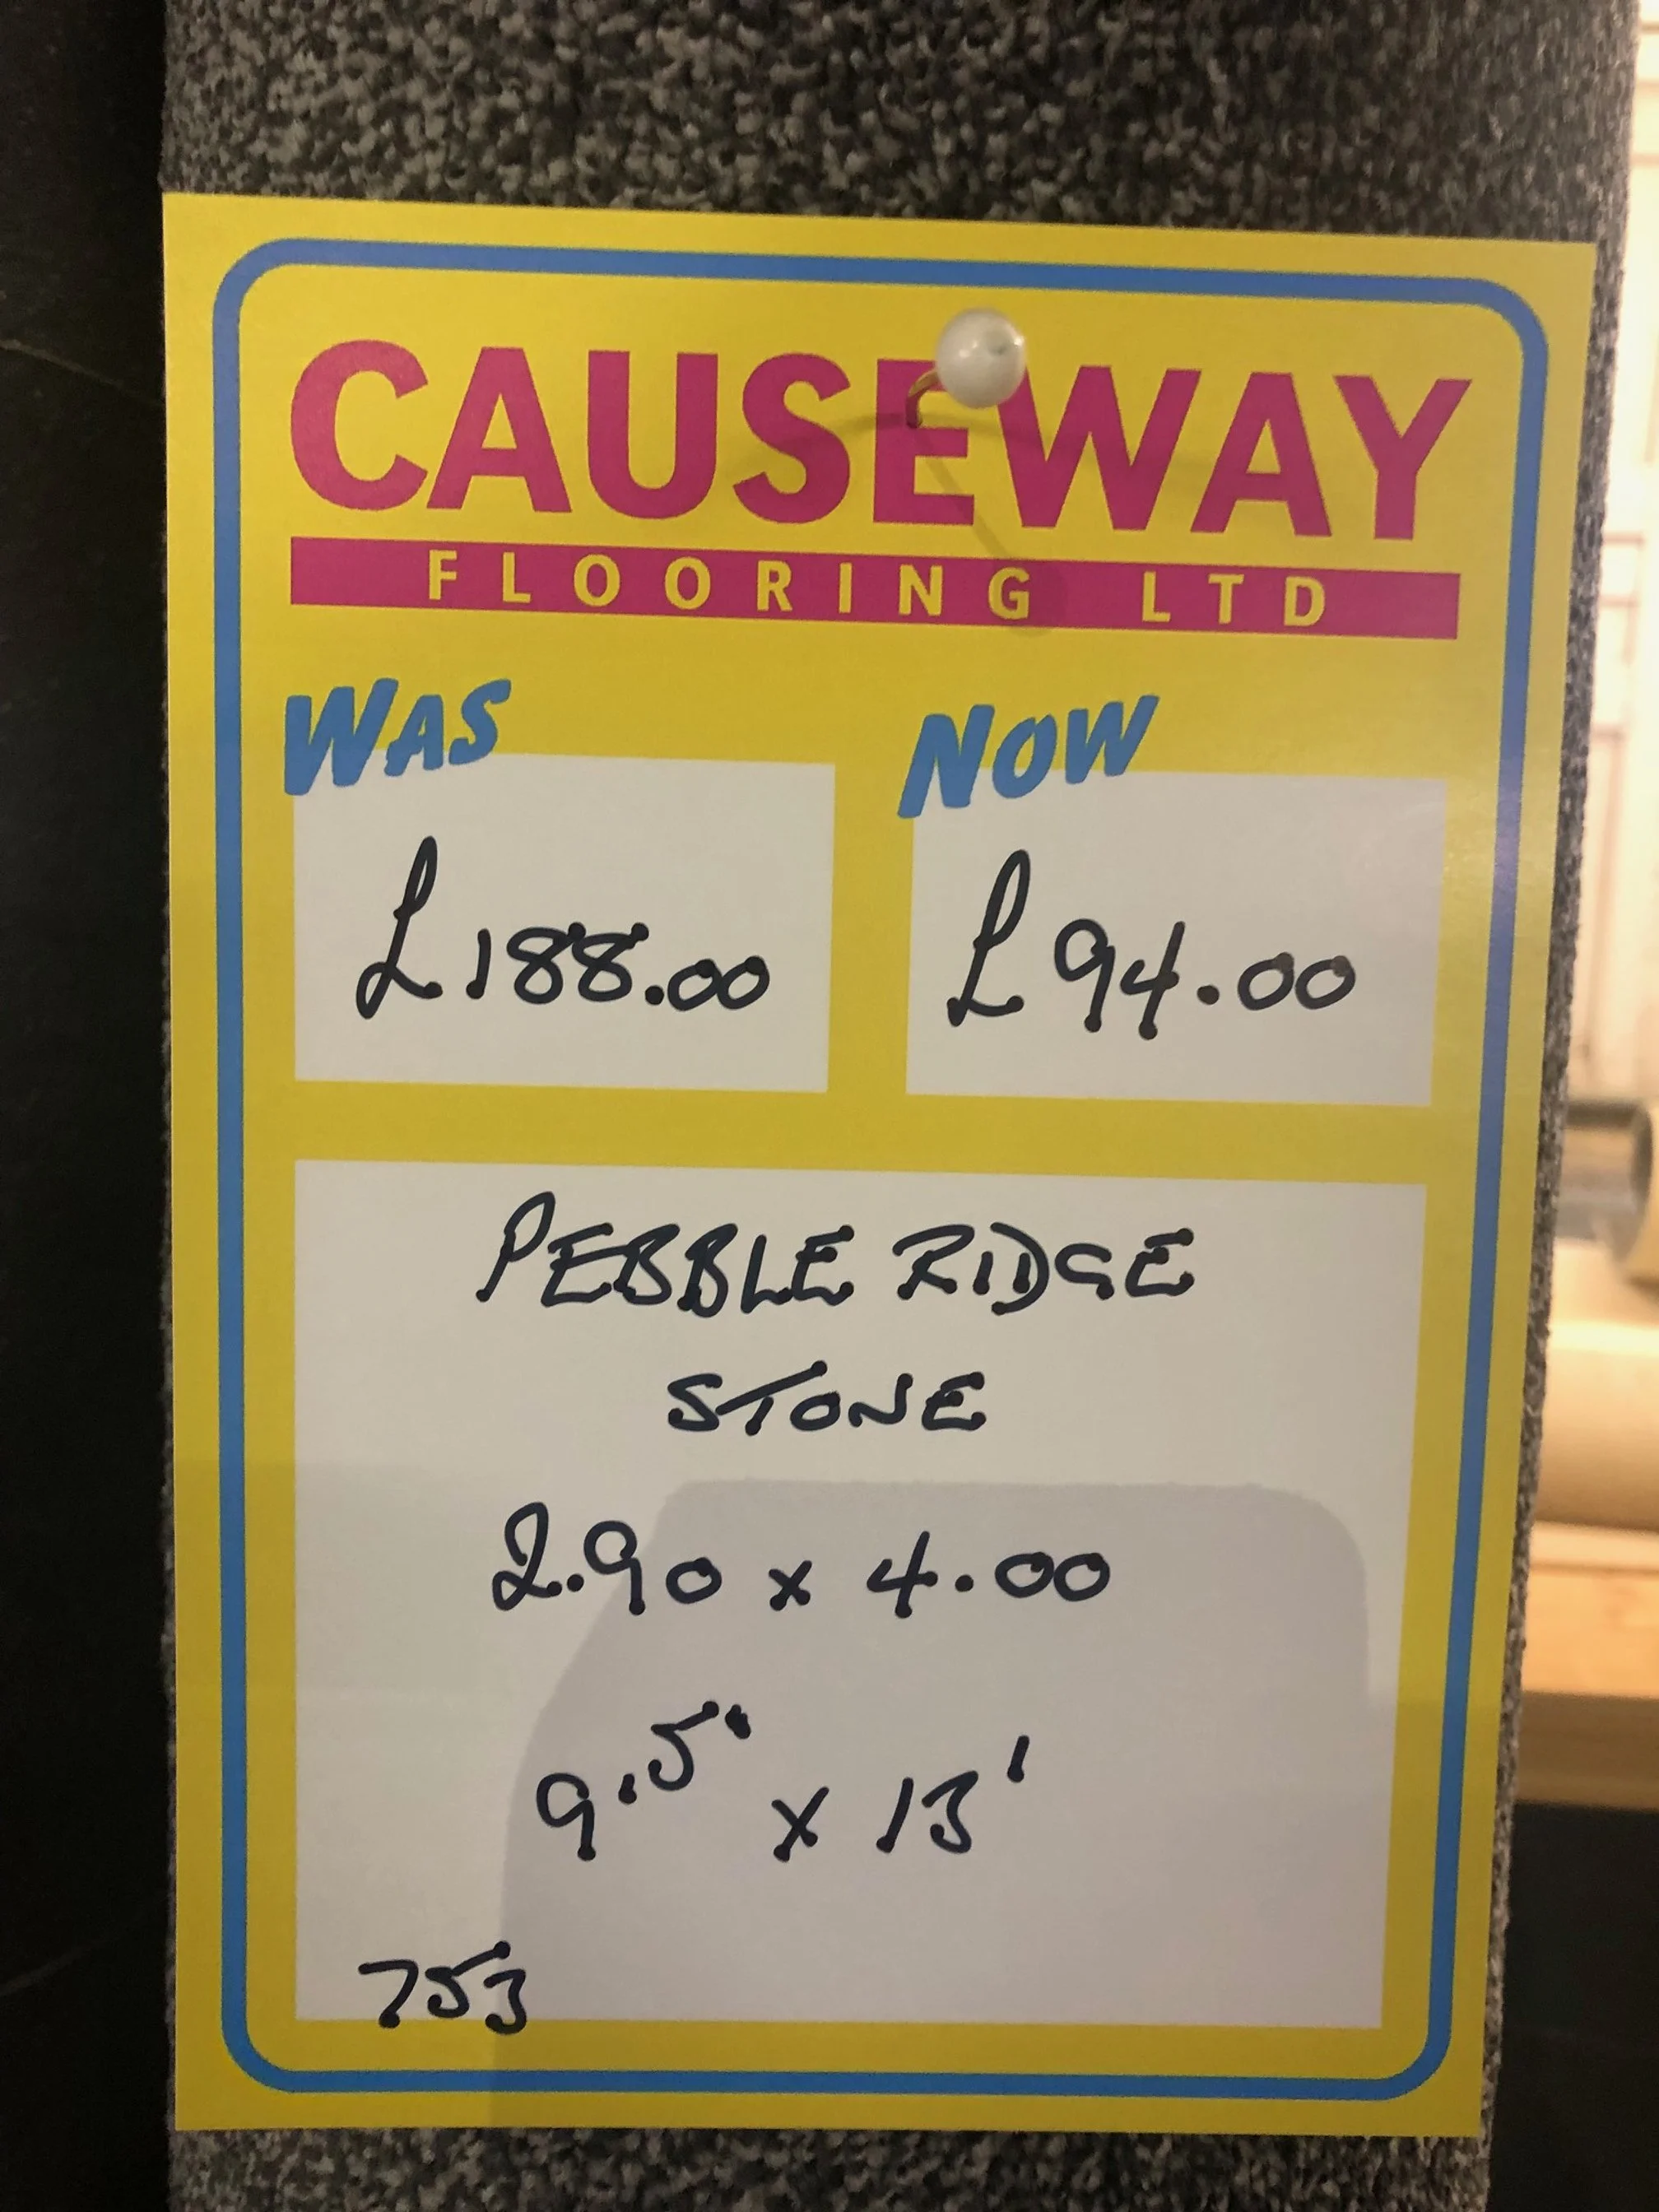 CAUSEWAY
FLOORING LTD
WAS NOW
£188.00 £94.00
PEBBLE RIDGE
STONE
2.90 x 4.00
9'5" x 13'
753